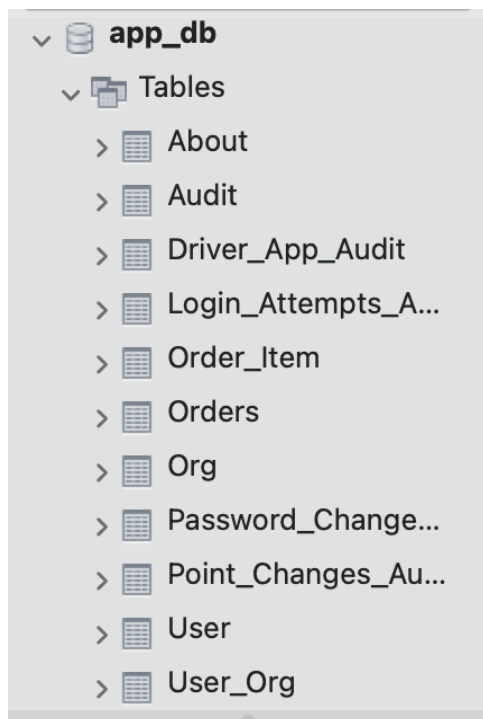 app_db
Tables
About
Audit
Driver_App_Audit
Login_Attempts_A...
Order_Item
Orders
Org
Password_Change...
Point_Changes_Au...
User
User_Org